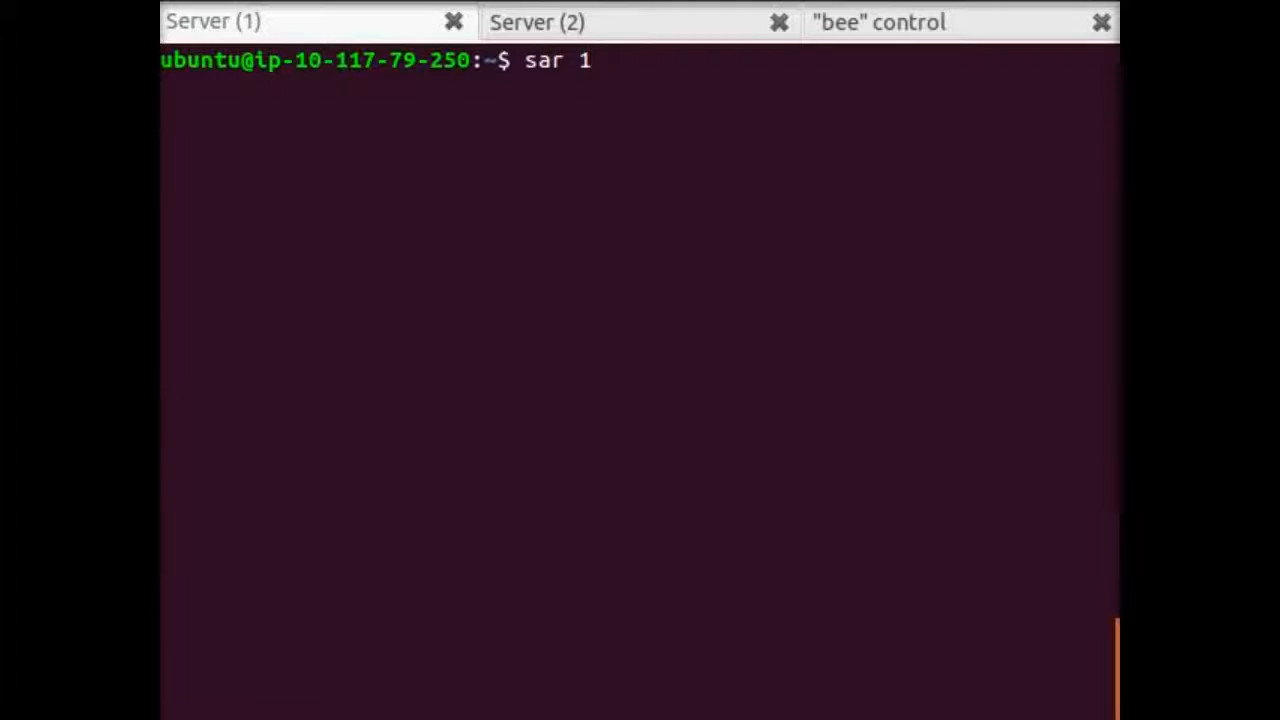 Server (1) Server (2) "bee" control
ubuntu@ip-10-117-79-250:~$ sar 1